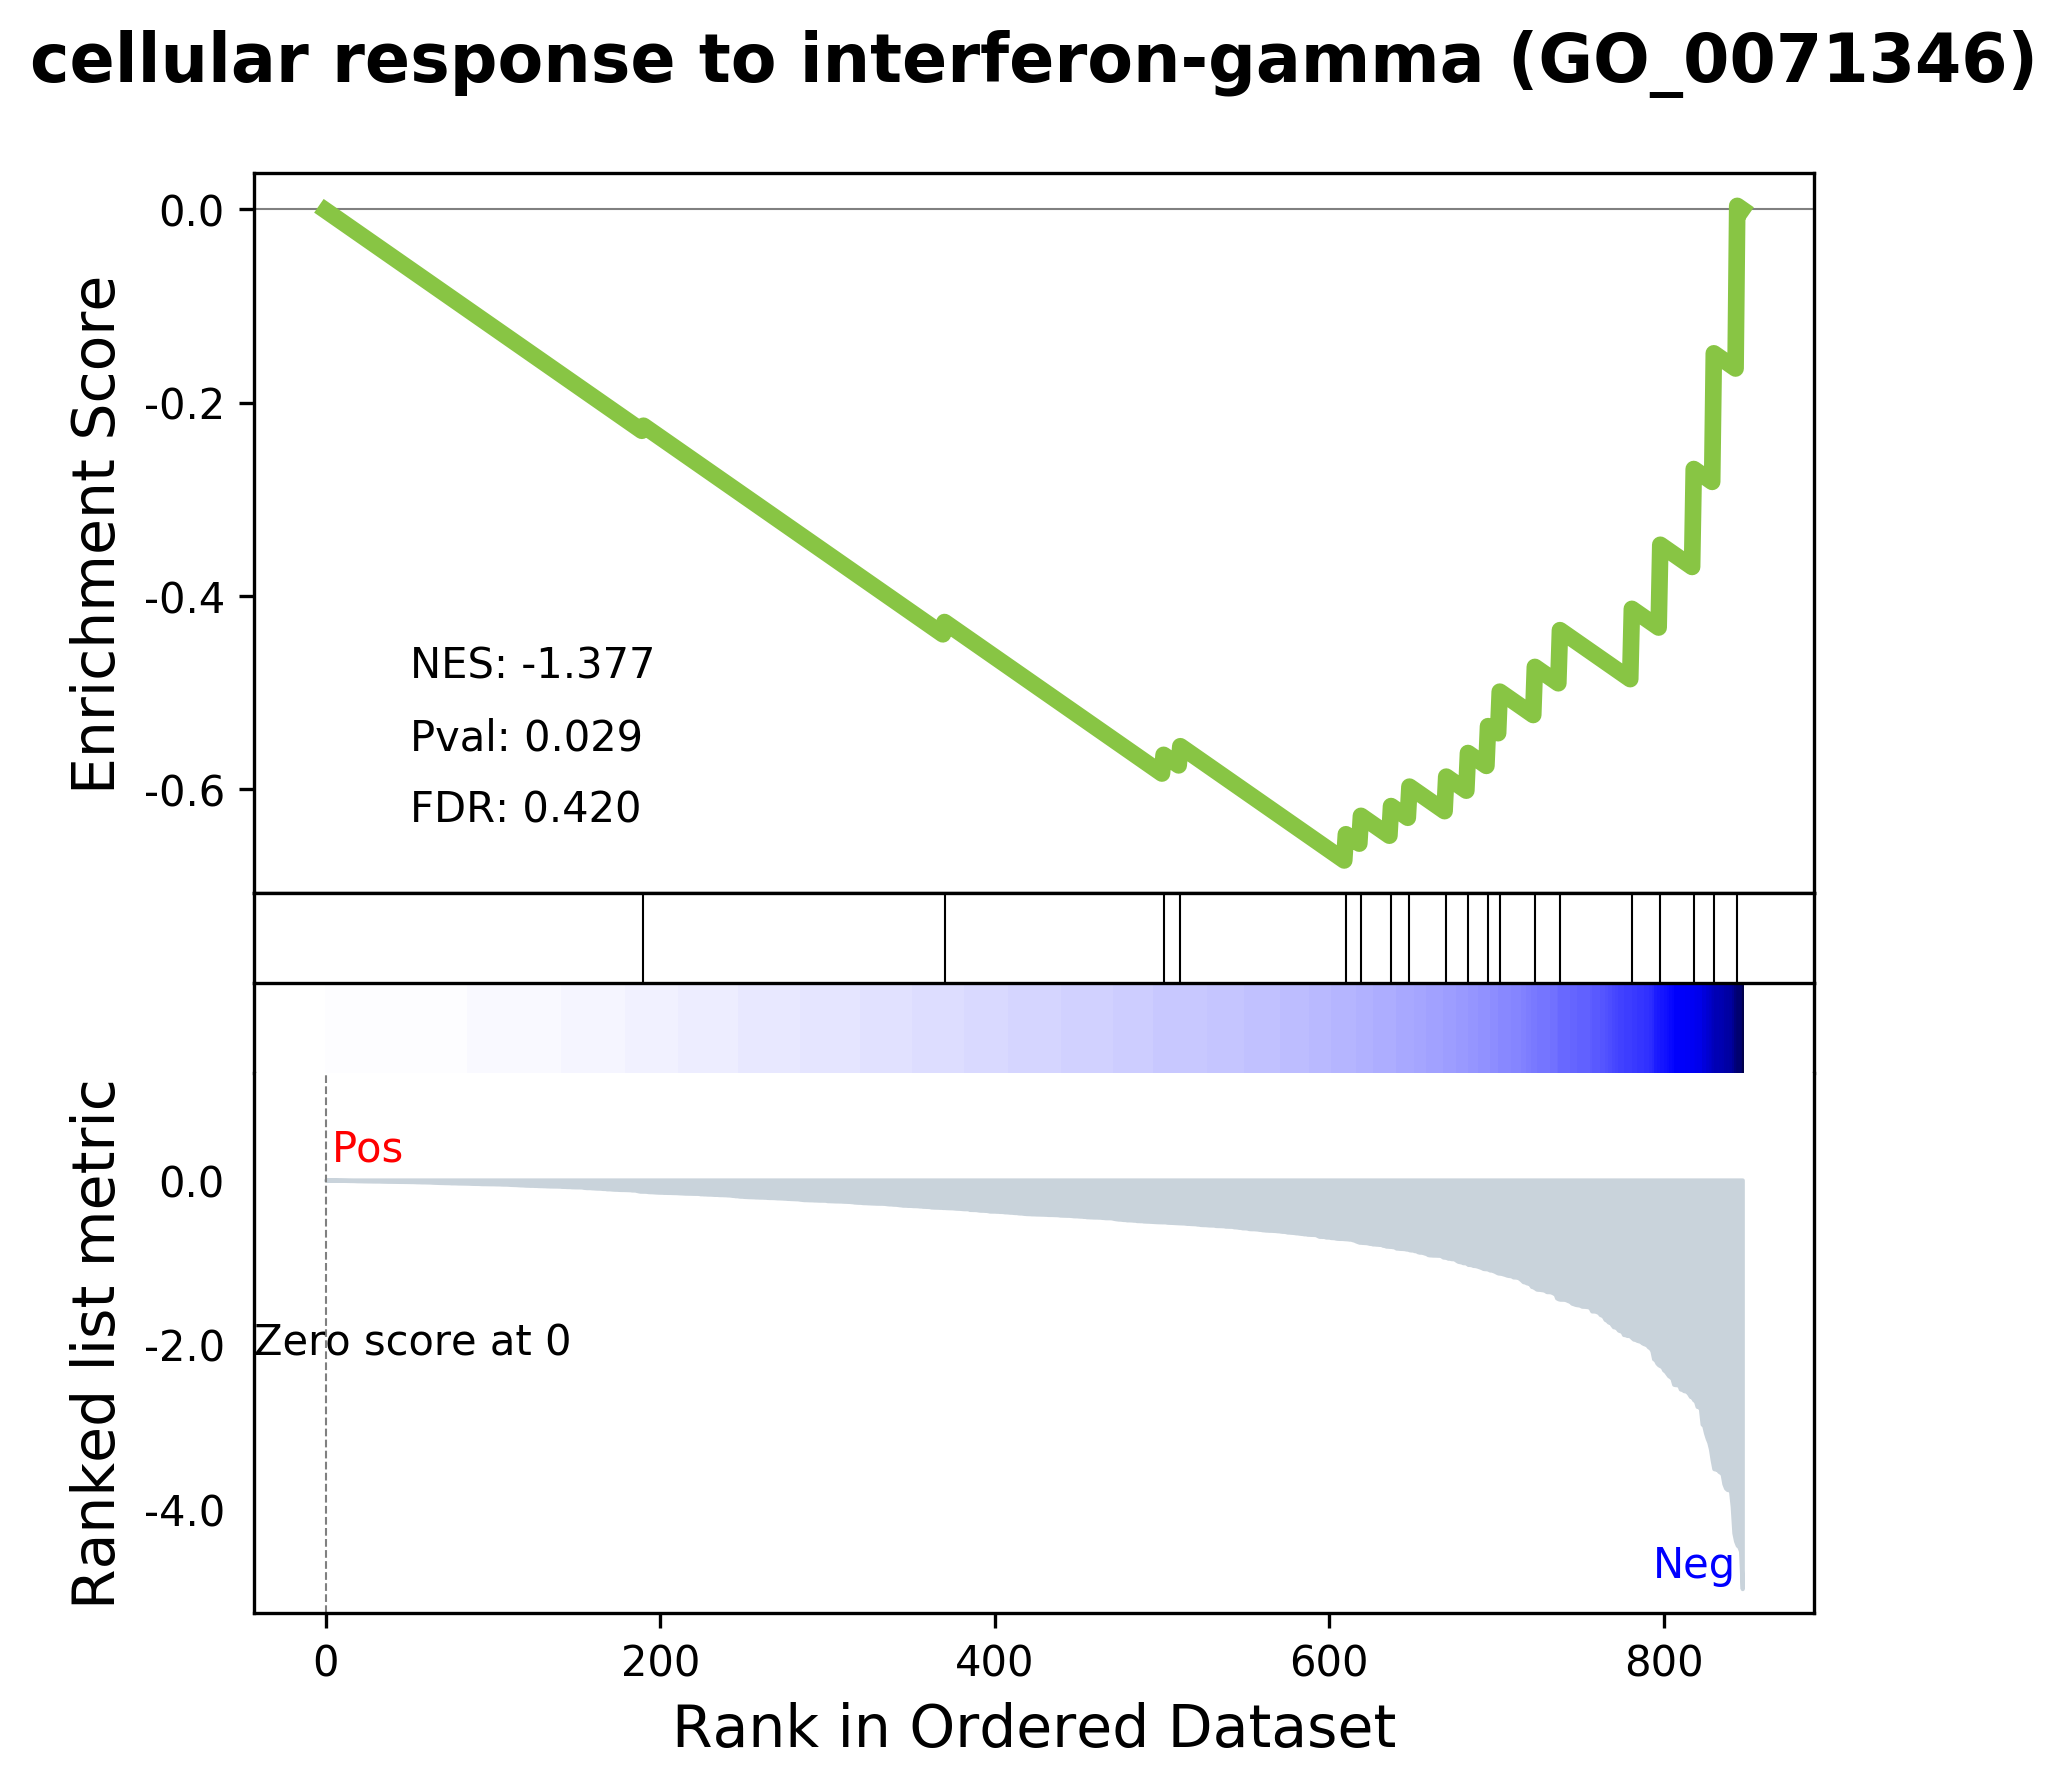 cellular response to interferon-gamma (GO_0071346)
Enrichment Score
0.0
-0.2
-0.4
-0.6
NES: -1.377
Pval: 0.029
FDR: 0.420
Ranked list metric
0.0
-2.0
-4.0
Pos
Zero score at 0
Neg
0 200 400 600 800
Rank in Ordered Dataset